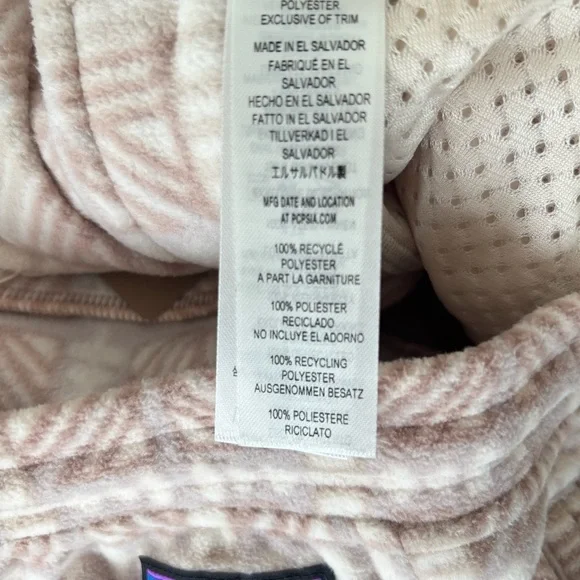 POLYESTER
EXCLUSIVE OF TRIM
MADE IN EL SALVADOR
FABRIQUÉ EN EL
SALVADOR
HECHO EN EL SALVADOR
FATTO IN EL SALVADOR
TILLVERKAD I EL
SALVADOR
エルサルバドル製
MFG DATE AND LOCATION
AT PCPSIA.COM
100% RECYCLÉ
POLYESTER
A PART LA GARNITURE
100% POLIÉSTER
RECICLADO
NO INCLUYE EL ADORNO
100% RECYCLING
POLYESTER
AUSGENOMMEN BESATZ
100% POLIESTERE
RICICLATO